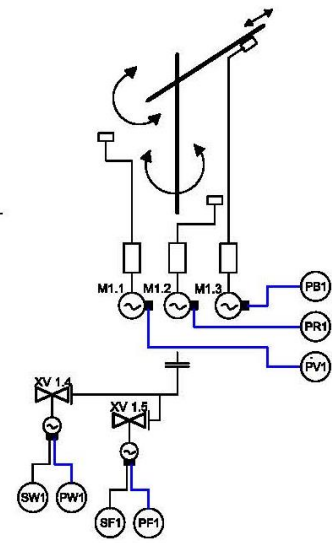 M1.1 M1.2 M1.3
PB1
PR1
PV1
XV 1.4
XV 1.5
SW1 PW1
SF1 PF1